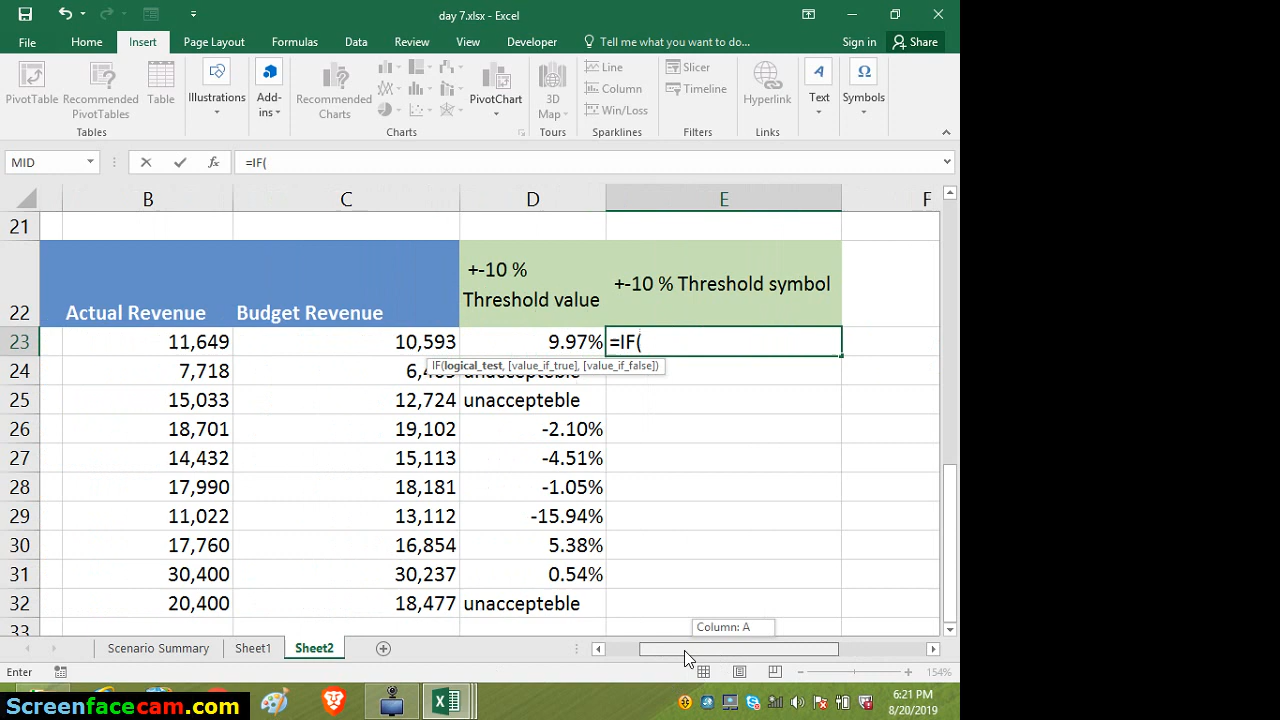 day 7.xlsx - Excel
File Home Insert Page Layout Formulas Data Review View Developer Tell me what you want to do... Sign in Share
PivotTable Recommended PivotTables Table Illustrations Add-ins Recommended Charts PivotChart 3D Map Line Column Win/Loss Slicer Timeline Hyperlink Text Symbols
Tables Charts Tours Sparklines Filters Links
MID fx =IF(
B C D E F
21
22 Actual Revenue Budget Revenue +-10 % Threshold value +-10 % Threshold symbol
23 11,649 10,593 9.97% =IF(
IF(logical_test, [value_if_true], [value_if_false])
24 7,718
25 15,033 12,724 unaccepteble
26 18,701 19,102 -2.10%
27 14,432 15,113 -4.51%
28 17,990 18,181 -1.05%
29 11,022 13,112 -15.94%
30 17,760 16,854 5.38%
31 30,400 30,237 0.54%
32 20,400 18,477 unaccepteble
33
Column: A
Scenario Summary Sheet1 Sheet2
Enter 154%
Screenfacecam.com
6:21 PM
8/20/2019